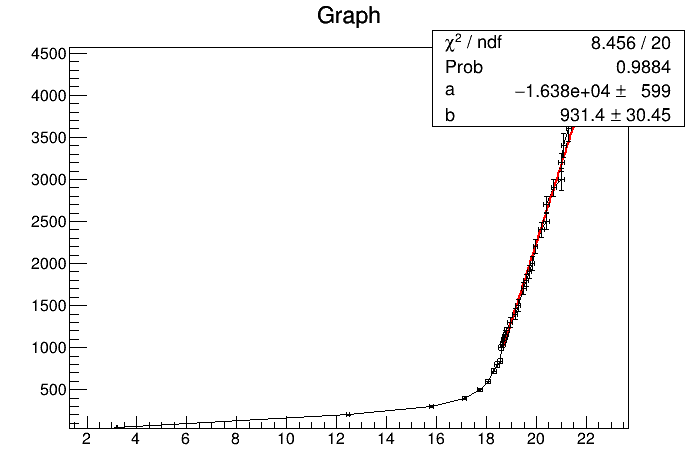 Graph
χ² / ndf 8.456 / 20
Prob 0.9884
a −1.638e+04 ± 599
b 931.4 ± 30.45
4500
4000
3500
3000
2500
2000
1500
1000
500
2 4 6 8 10 12 14 16 18 20 22